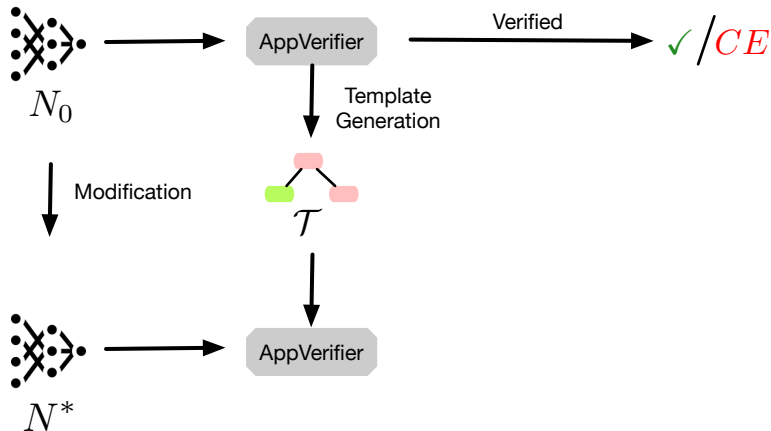 AppVerifier
Verified
✓/CE
N₀
Template
Generation
Modification
𝒯
AppVerifier
N*